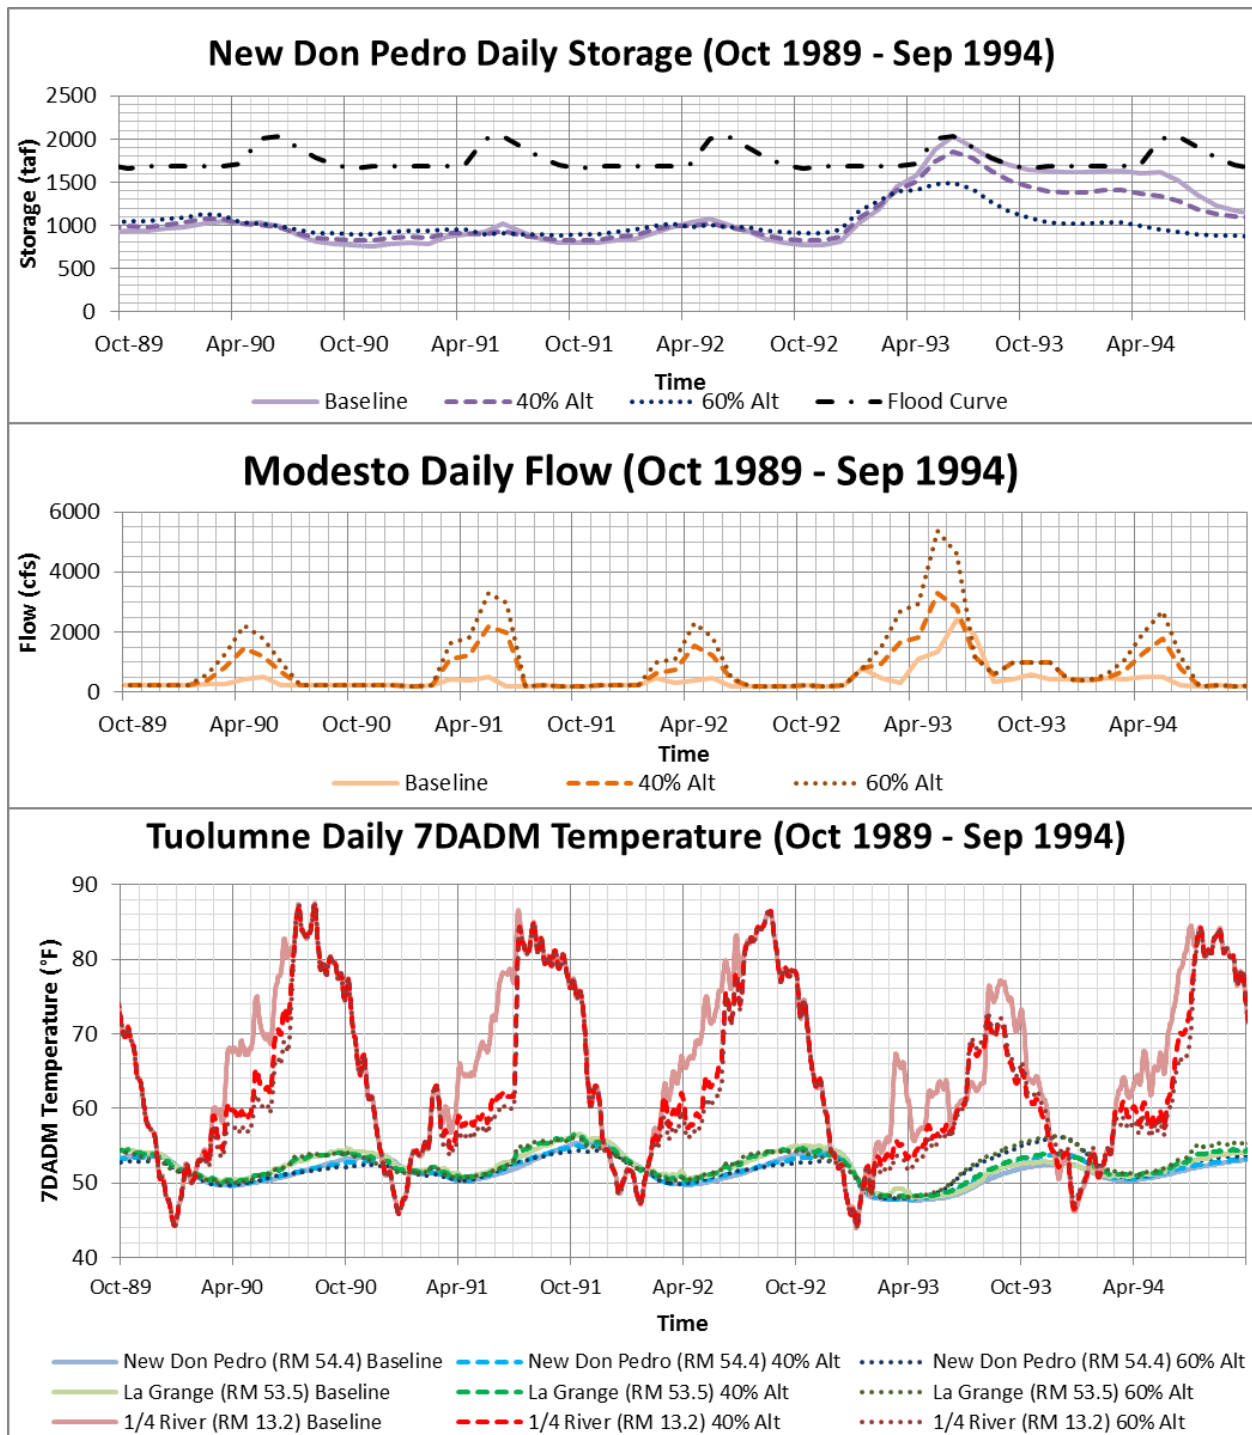 New Don Pedro Daily Storage (Oct 1989 - Sep 1994)
Storage (taf)
2500
2000
1500
1000
500
0
Oct-89 Apr-90 Oct-90 Apr-91 Oct-91 Apr-92 Oct-92 Apr-93 Oct-93 Apr-94
Time
Baseline 40% Alt 60% Alt Flood Curve
Modesto Daily Flow (Oct 1989 - Sep 1994)
Flow (cfs)
6000
4000
2000
0
Oct-89 Apr-90 Oct-90 Apr-91 Oct-91 Apr-92 Oct-92 Apr-93 Oct-93 Apr-94
Time
Baseline 40% Alt 60% Alt
Tuolumne Daily 7DADM Temperature (Oct 1989 - Sep 1994)
7DADM Temperature (°F)
90
80
70
60
50
40
Oct-89 Apr-90 Oct-90 Apr-91 Oct-91 Apr-92 Oct-92 Apr-93 Oct-93 Apr-94
Time
New Don Pedro (RM 54.4) Baseline New Don Pedro (RM 54.4) 40% Alt New Don Pedro (RM 54.4) 60% Alt
La Grange (RM 53.5) Baseline La Grange (RM 53.5) 40% Alt La Grange (RM 53.5) 60% Alt
1/4 River (RM 13.2) Baseline 1/4 River (RM 13.2) 40% Alt 1/4 River (RM 13.2) 60% Alt